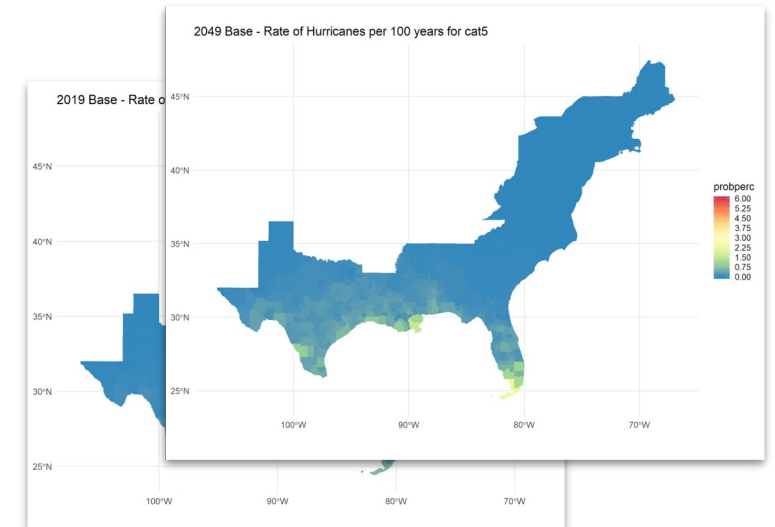 2049 Base - Rate of Hurricanes per 100 years for cat5
45°N
40°N
35°N
30°N
25°N
100°W 90°W 80°W 70°W
probperc
6.00
5.25
4.50
3.75
3.00
2.25
1.50
0.75
0.00
2019 Base - Rate
45°N
40°N
35°N
30°N
25°N
100°W 90°W 80°W 70°W